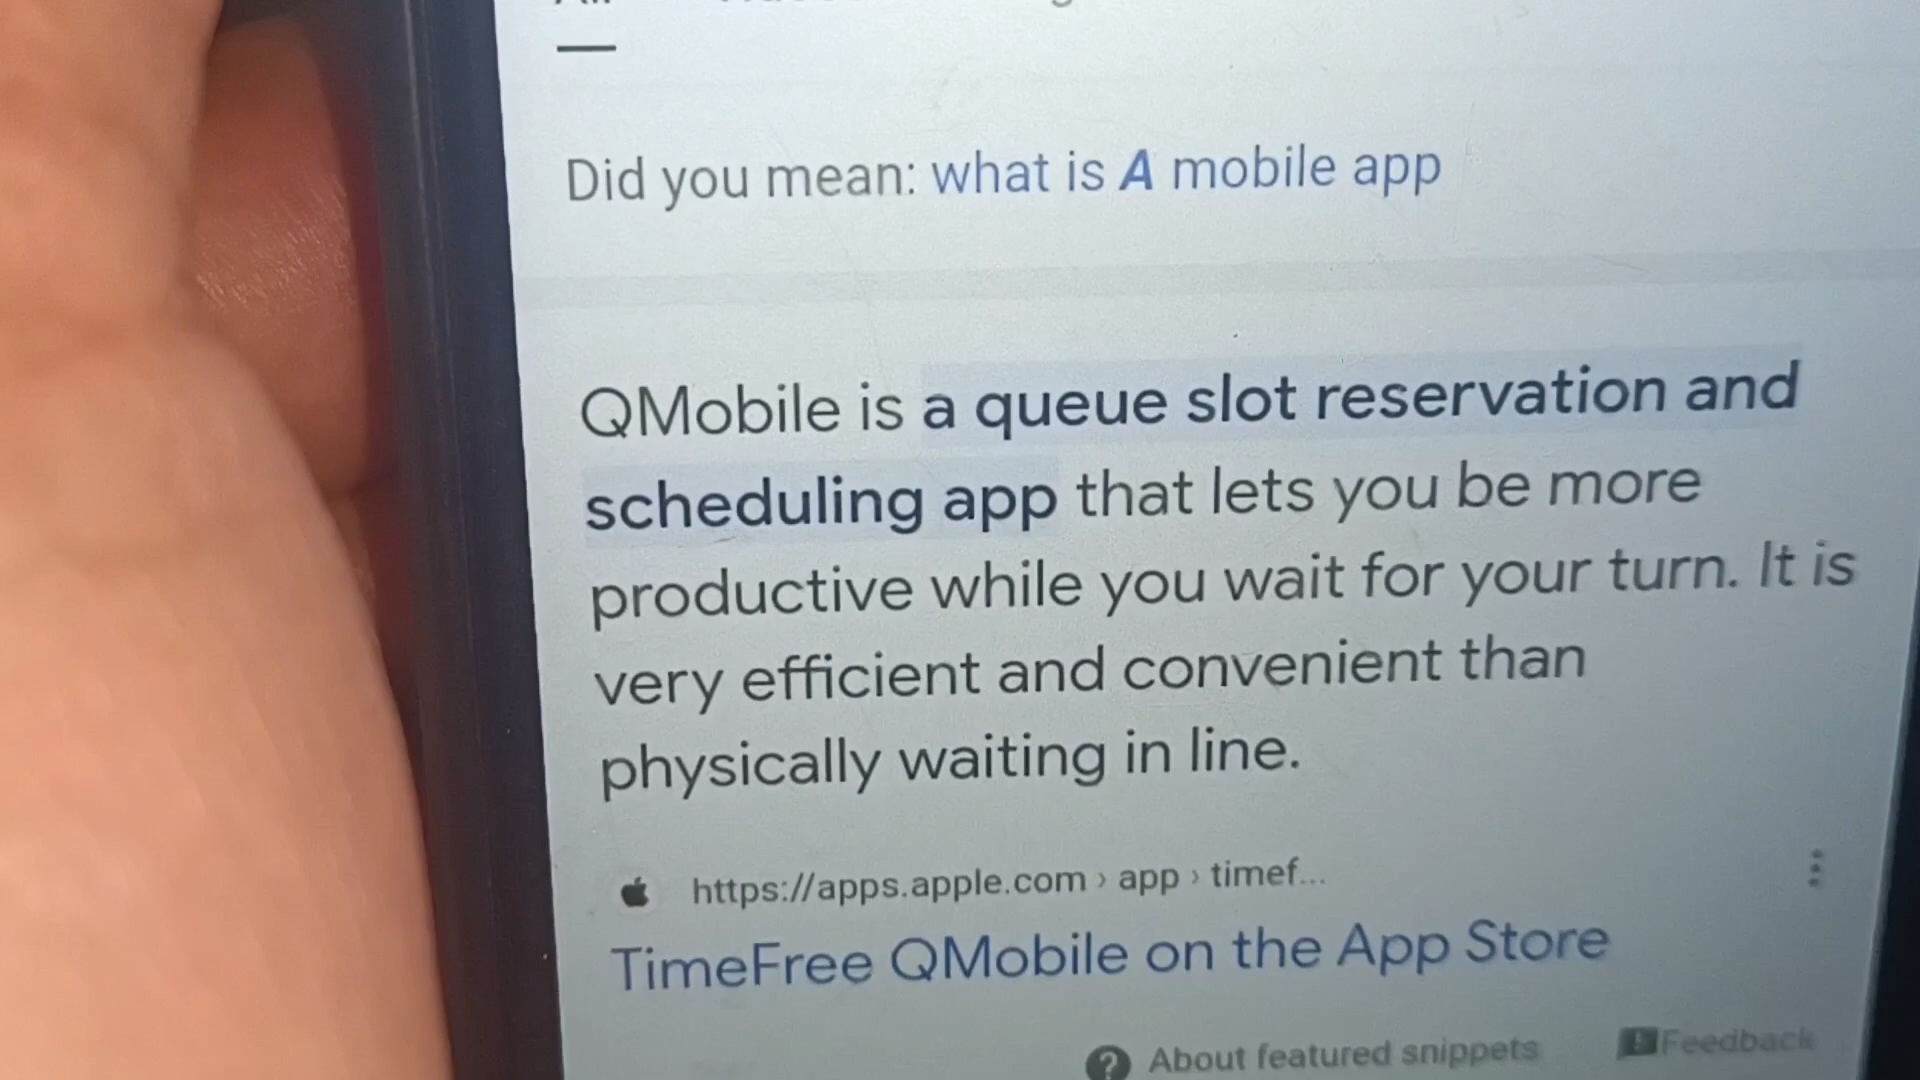 Did you mean: what is A mobile app
QMobile is a queue slot reservation and
scheduling app that lets you be more
productive while you wait for your turn. It is
very efficient and convenient than
physically waiting in line.
https://apps.apple.com › app › timef...
TimeFree QMobile on the App Store
About featured snippets Feedback